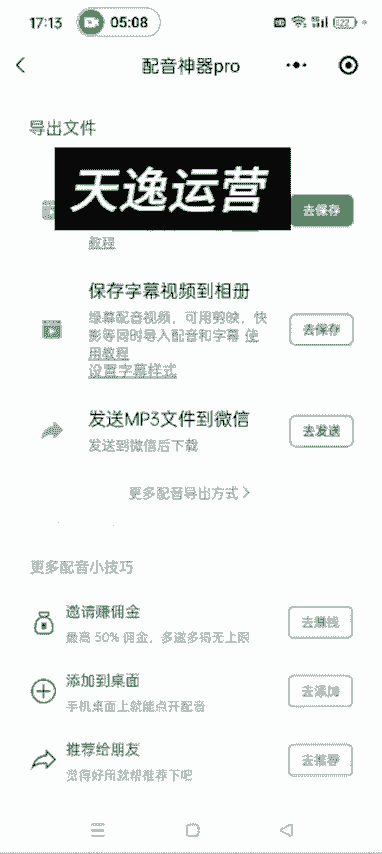 17:13
05:08
22
配音神器pro
导出文件
天逸运营
去保存
教程
保存字幕视频到相册
绿幕配音视频，可用剪映，快
影等同时导入配音和字幕 使
用教程
设置字幕样式
去保存
发送MP3文件到微信
发送到微信后下载
去发送
更多配音导出方式
更多配音小技巧
邀请赚佣金
最高 50% 佣金，多邀多得无上限
去赚钱
添加到桌面
手机桌面上就能点开配音
去添加
推荐给朋友
觉得好用就帮推荐下吧
去推荐